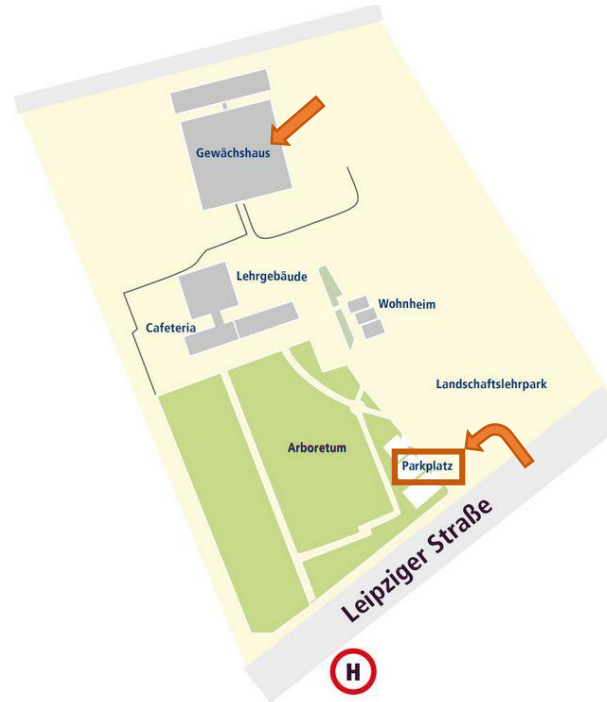 Gewächshaus
Lehrgebäude
Wohnheim
Cafeteria
Landschaftslehrpark
Arboretum
Parkplatz
Leipziger Straße
H